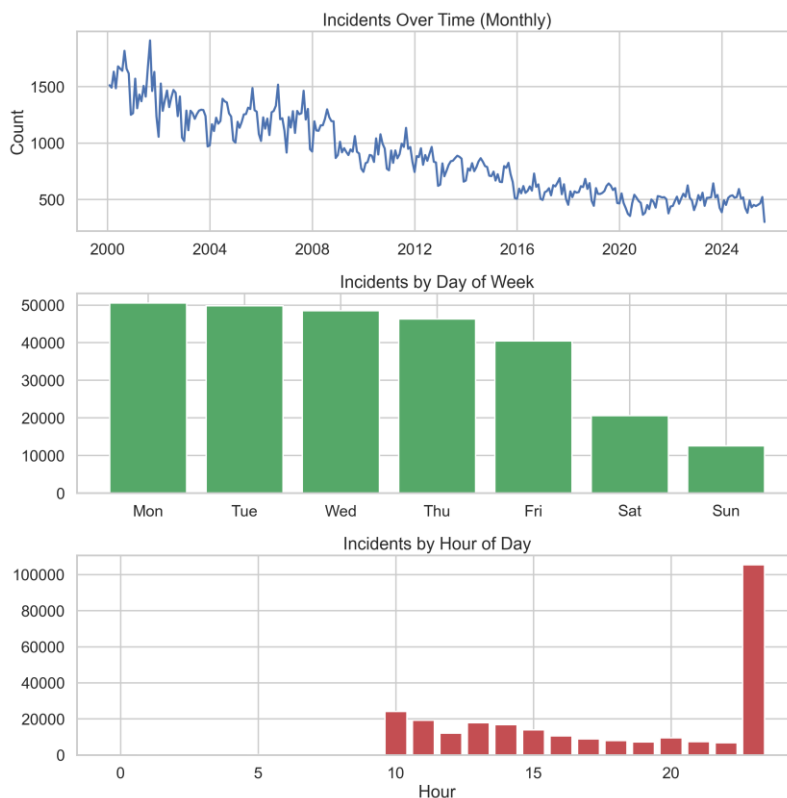 Incidents Over Time (Monthly)
Count
1500
1000
500
2000 2004 2008 2012 2016 2020 2024
Incidents by Day of Week
50000
40000
30000
20000
10000
0
Mon Tue Wed Thu Fri Sat Sun
Incidents by Hour of Day
100000
80000
60000
40000
20000
0
0 5 10 15 20
Hour